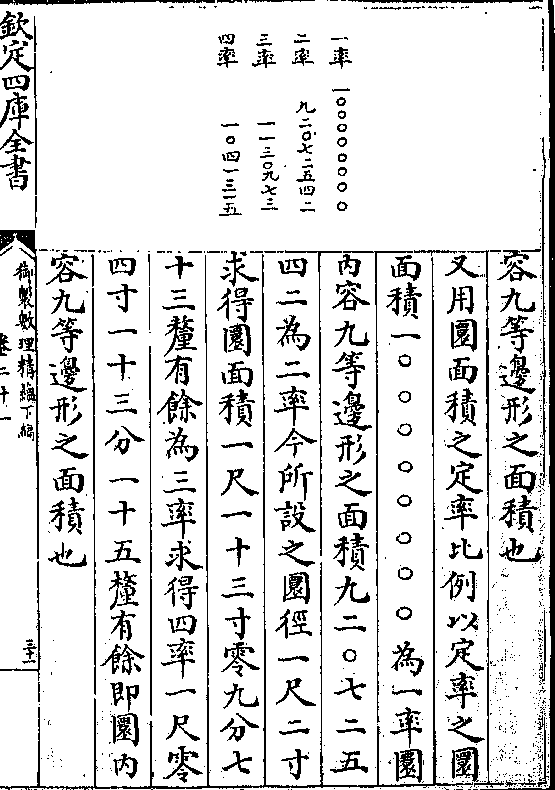 一率 一〇〇〇〇〇〇〇〇
二率 九二〇七二五四二
三率 一一三〇九七三
四率 一〇四一三一五
容九等邊形之面積也
又用圜面積之定率比例以定率之圜
面積一〇〇〇〇〇〇〇〇為一率圜
内容九等邊形之面積九二〇七二五
四二為二率今所設之圜徑一尺二寸
求得圜面積一尺一十三寸零九分七
十三釐有餘為三率求得四率一尺零
四寸一十三分一十五釐有餘即圜内
容九等邊形之面積也
欽定四庫全書
御製數理精藴下編
卷二十一